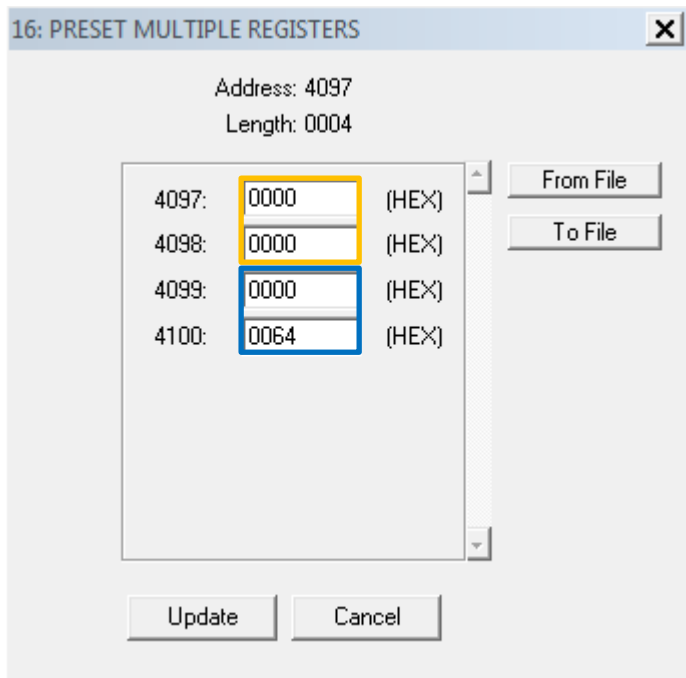 16: PRESET MULTIPLE REGISTERS
Address: 4097
Length: 0004
4097: 0000 (HEX)
4098: 0000 (HEX)
4099: 0000 (HEX)
4100: 0064 (HEX)
From File
To File
Update Cancel